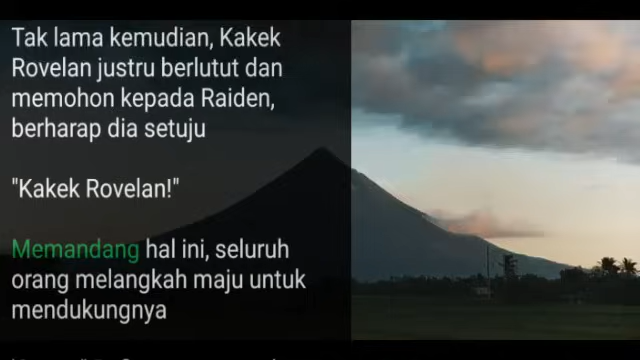 Tak lama kemudian, Kakek
Rovelan justru berlutut dan
memohon kepada Raiden,
berharap dia setuju
"Kakek Rovelan!"
Memandang hal ini, seluruh
orang melangkah maju untuk
mendukungnya